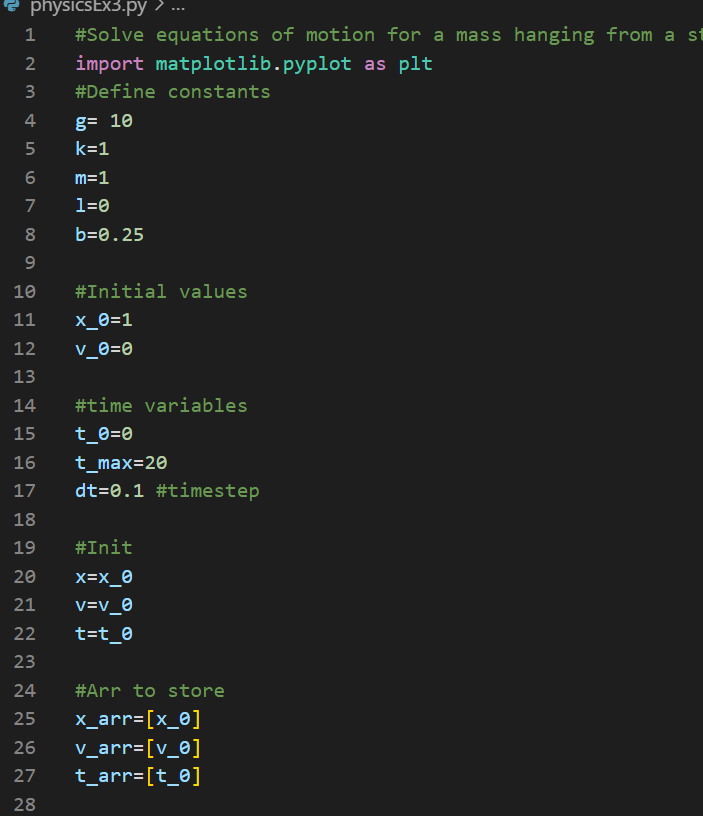 physicsEx3.py > ...
1 #Solve equations of motion for a mass hanging from a
2 import matplotlib.pyplot as plt
3 #Define constants
4 g= 10
5 k=1
6 m=1
7 l=0
8 b=0.25
9
10 #Initial values
11 x_0=1
12 v_0=0
13
14 #time variables
15 t_0=0
16 t_max=20
17 dt=0.1 #timestep
18
19 #Init
20 x=x_0
21 v=v_0
22 t=t_0
23
24 #Arr to store
25 x_arr=[x_0]
26 v_arr=[v_0]
27 t_arr=[t_0]
28